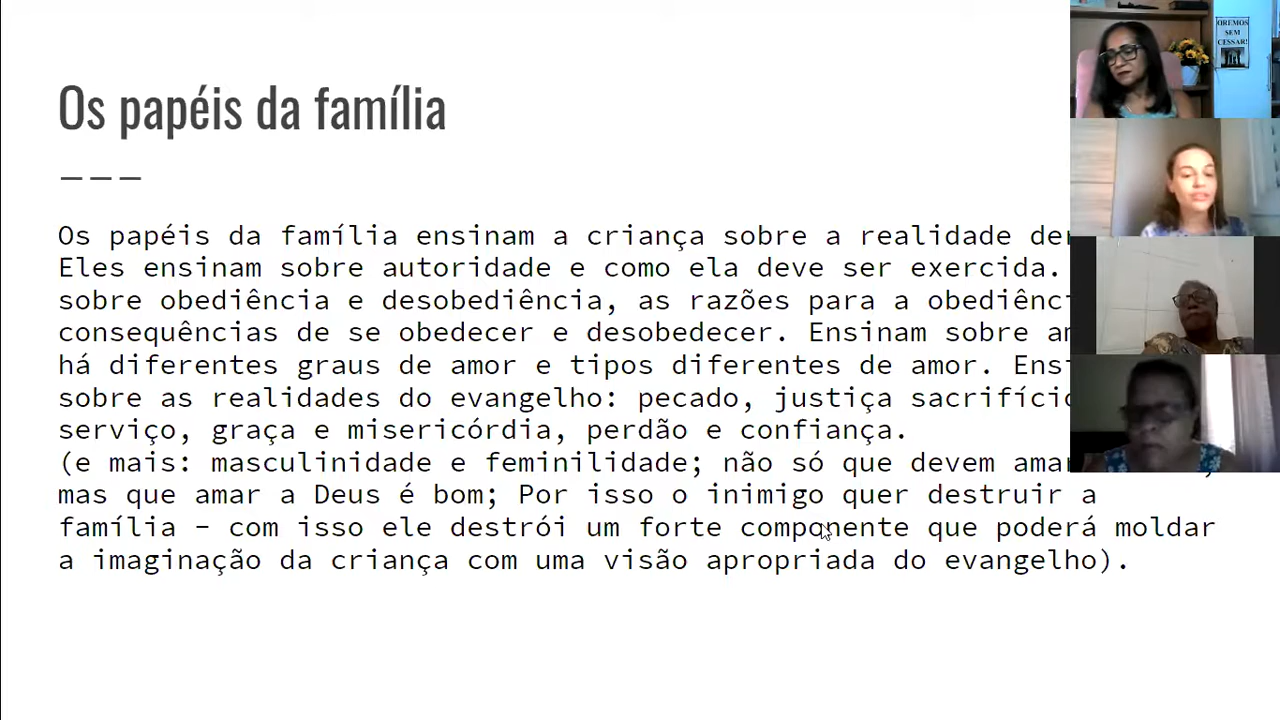 Os papéis da família
Os papéis da família ensinam a criança sobre a realidade
Eles ensinam sobre autoridade e como ela deve ser exercida.
sobre obediência e desobediência, as razões para a
consequências de se obedecer e desobedecer. Ensinam sobre
há diferentes graus de amor e tipos diferentes de amor.
sobre as realidades do evangelho: pecado, justiça
serviço, graça e misericórdia, perdão e confiança.
(e mais: masculinidade e feminilidade; não só que devem
mas que amar a Deus é bom; Por isso o inimigo quer destruir a
família - com isso ele destrói um forte componente que poderá moldar
a imaginação da criança com uma visão apropriada do evangelho).
OREMOS
SEM
CESSAR!